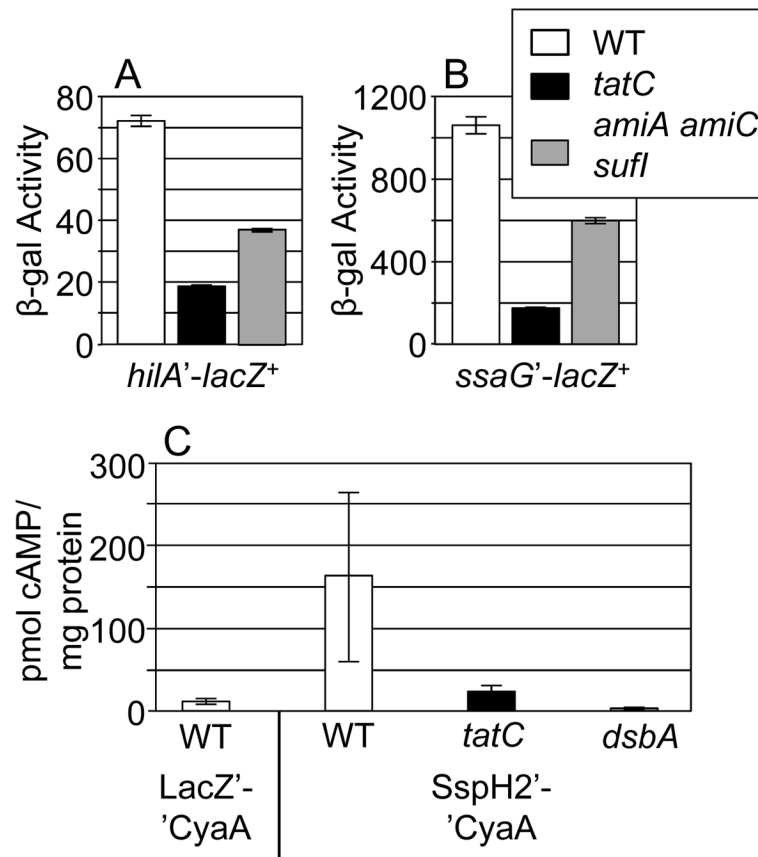 A
B
WT
tatC
amiA amiC
sufI
80
60
40
20
0
β-gal Activity
hilA’-lacZ+
1200
800
400
0
β-gal Activity
ssaG’-lacZ+
C
300
200
100
0
pmol cAMP/
mg protein
WT
WT
tatC
dsbA
LacZ’-
’CyaA
SspH2’-
’CyaA